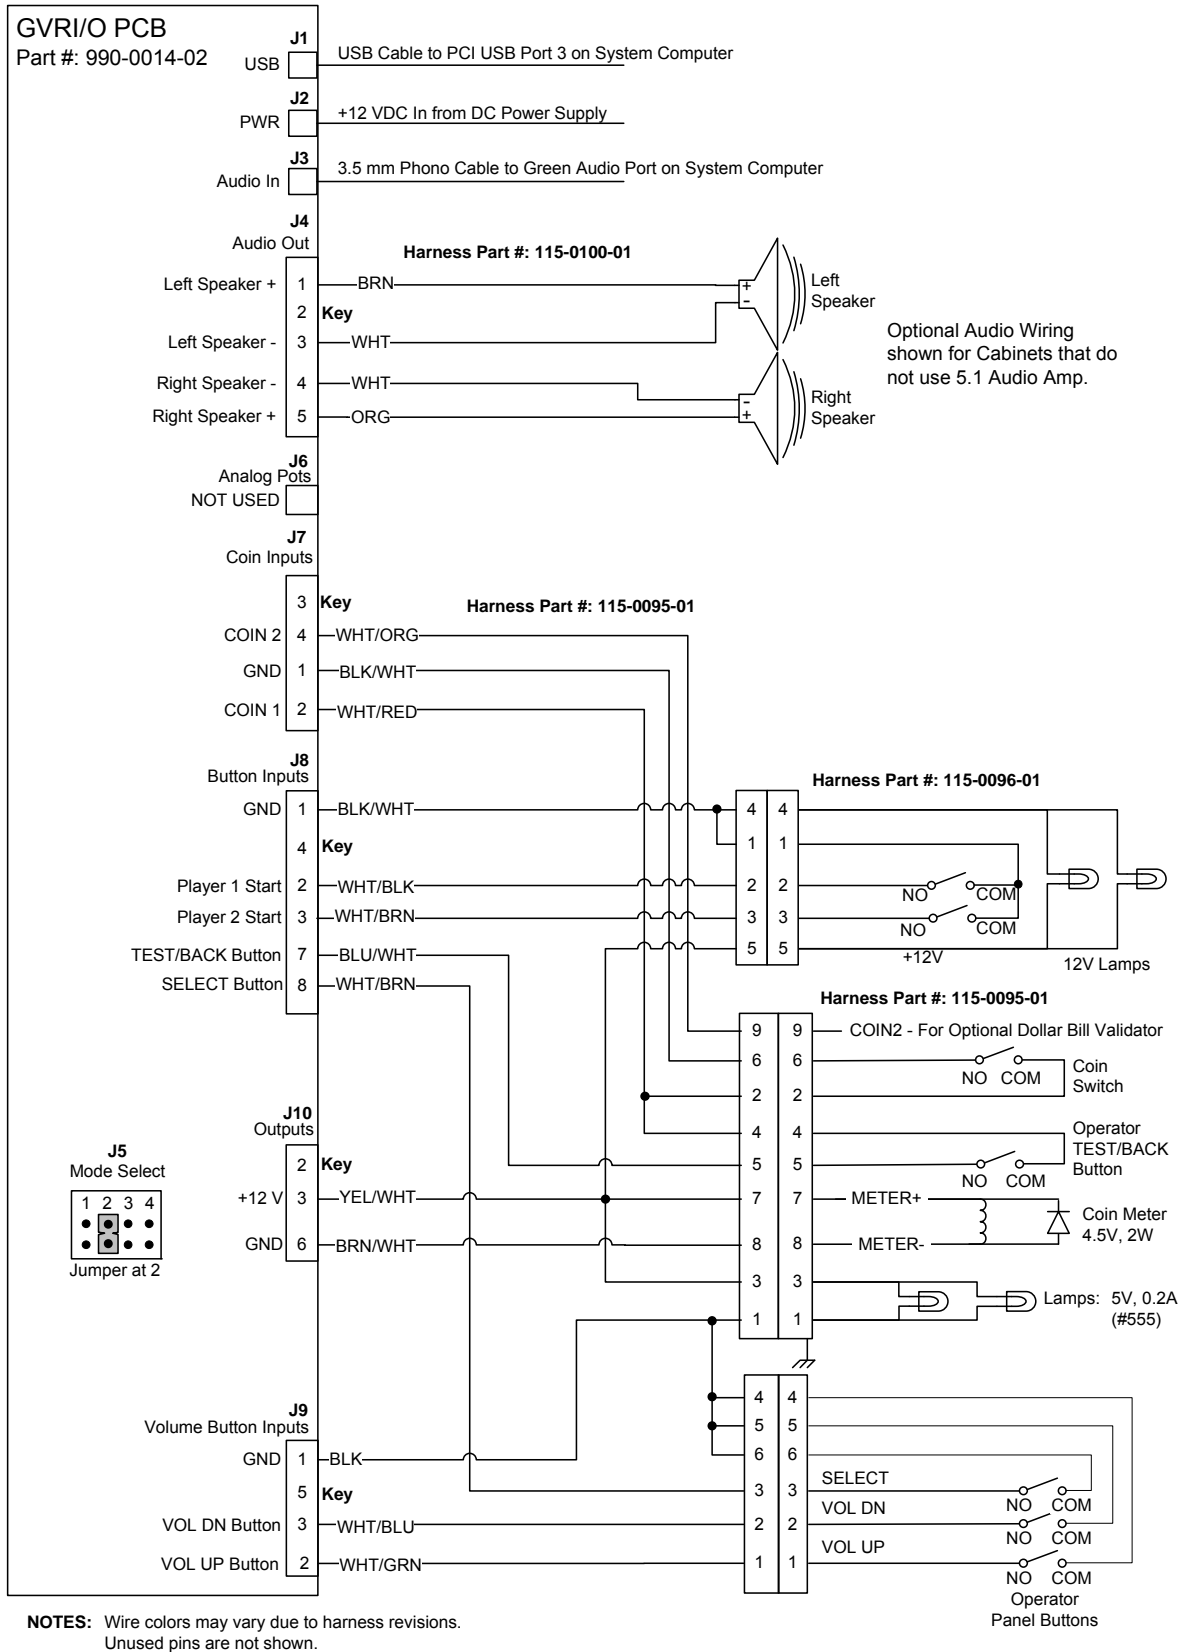 GVRI/O PCB
Part #: 990-0014-02
J1
USB
USB Cable to PCI USB Port 3 on System Computer
J2
PWR
+12 VDC In from DC Power Supply
J3
Audio In
3.5 mm Phono Cable to Green Audio Port on System Computer
J4
Audio Out
Harness Part #: 115-0100-01
Left Speaker + 1 BRN
2 Key
Left Speaker - 3 WHT
Right Speaker - 4 WHT
Right Speaker + 5 ORG
+
-
Left
Speaker
-
+
Right
Speaker
Optional Audio Wiring
shown for Cabinets that do
not use 5.1 Audio Amp.
J6
Analog Pots
NOT USED
J7
Coin Inputs
3 Key
Harness Part #: 115-0095-01
COIN 2 4 WHT/ORG
GND 1 BLK/WHT
COIN 1 2 WHT/RED
J8
Button Inputs
Harness Part #: 115-0096-01
GND 1 BLK/WHT 4 4
4 Key 1 1
Player 1 Start 2 WHT/BLK 2 2 NO COM
Player 2 Start 3 WHT/BRN 3 3 NO COM
TEST/BACK Button 7 BLU/WHT 5 5 +12V
12V Lamps
SELECT Button 8 WHT/BRN
Harness Part #: 115-0095-01
9 9 COIN2 - For Optional Dollar Bill Validator
6 6 NO COM
Coin
Switch
2 2
J10
Outputs
4 4
Operator
TEST/BACK
Button
2 Key
5 5 NO COM
+12 V 3 YEL/WHT 7 7 METER+
Coin Meter
4.5V, 2W
GND 6 BRN/WHT 8 8 METER-
J5
Mode Select
1 2 3 4
Jumper at 2
3 3
Lamps: 5V, 0.2A
(#555)
1 1
4 4
J9
Volume Button Inputs
5 5
GND 1 BLK 6 6
5 Key 3 3 SELECT NO COM
VOL DN Button 3 WHT/BLU 2 2 VOL DN NO COM
VOL UP Button 2 WHT/GRN 1 1 VOL UP NO COM
Operator
Panel Buttons
NOTES: Wire colors may vary due to harness revisions.
Unused pins are not shown.